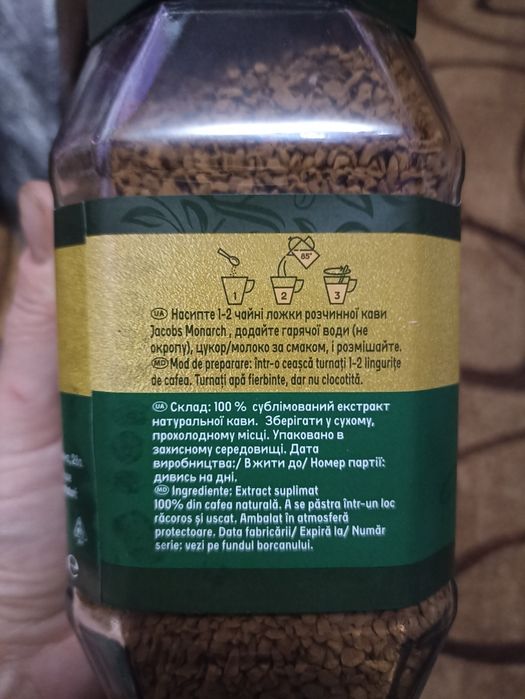 85°
1 2 3
UA Насипте 1-2 чайні ложки розчинної кави
Jacobs Monarch , додайте гарячої води (не
окропу), цукор/молоко за смаком, і розмішайте.
MD Mod de preparare: într-o ceașcă turnați 1-2 lingurițe
de cafea. Turnați apă fierbinte, dar nu clocotită.
UA Склад: 100 % сублімований екстракт
натуральної кави. Зберігати у сухому,
прохолодному місці. Упаковано в
захисному середовищі. Дата
виробництва:/ Вжити до/ Номер партії:
дивись на дні.
MD Ingrediente: Extract suplimat
100% din cafea naturală. A se păstra într-un loc
răcoros și uscat. Ambalat în atmosferă
protectoare. Data fabricării/ Expiră la/ Număr
serie: vezi pe fundul borcanului.